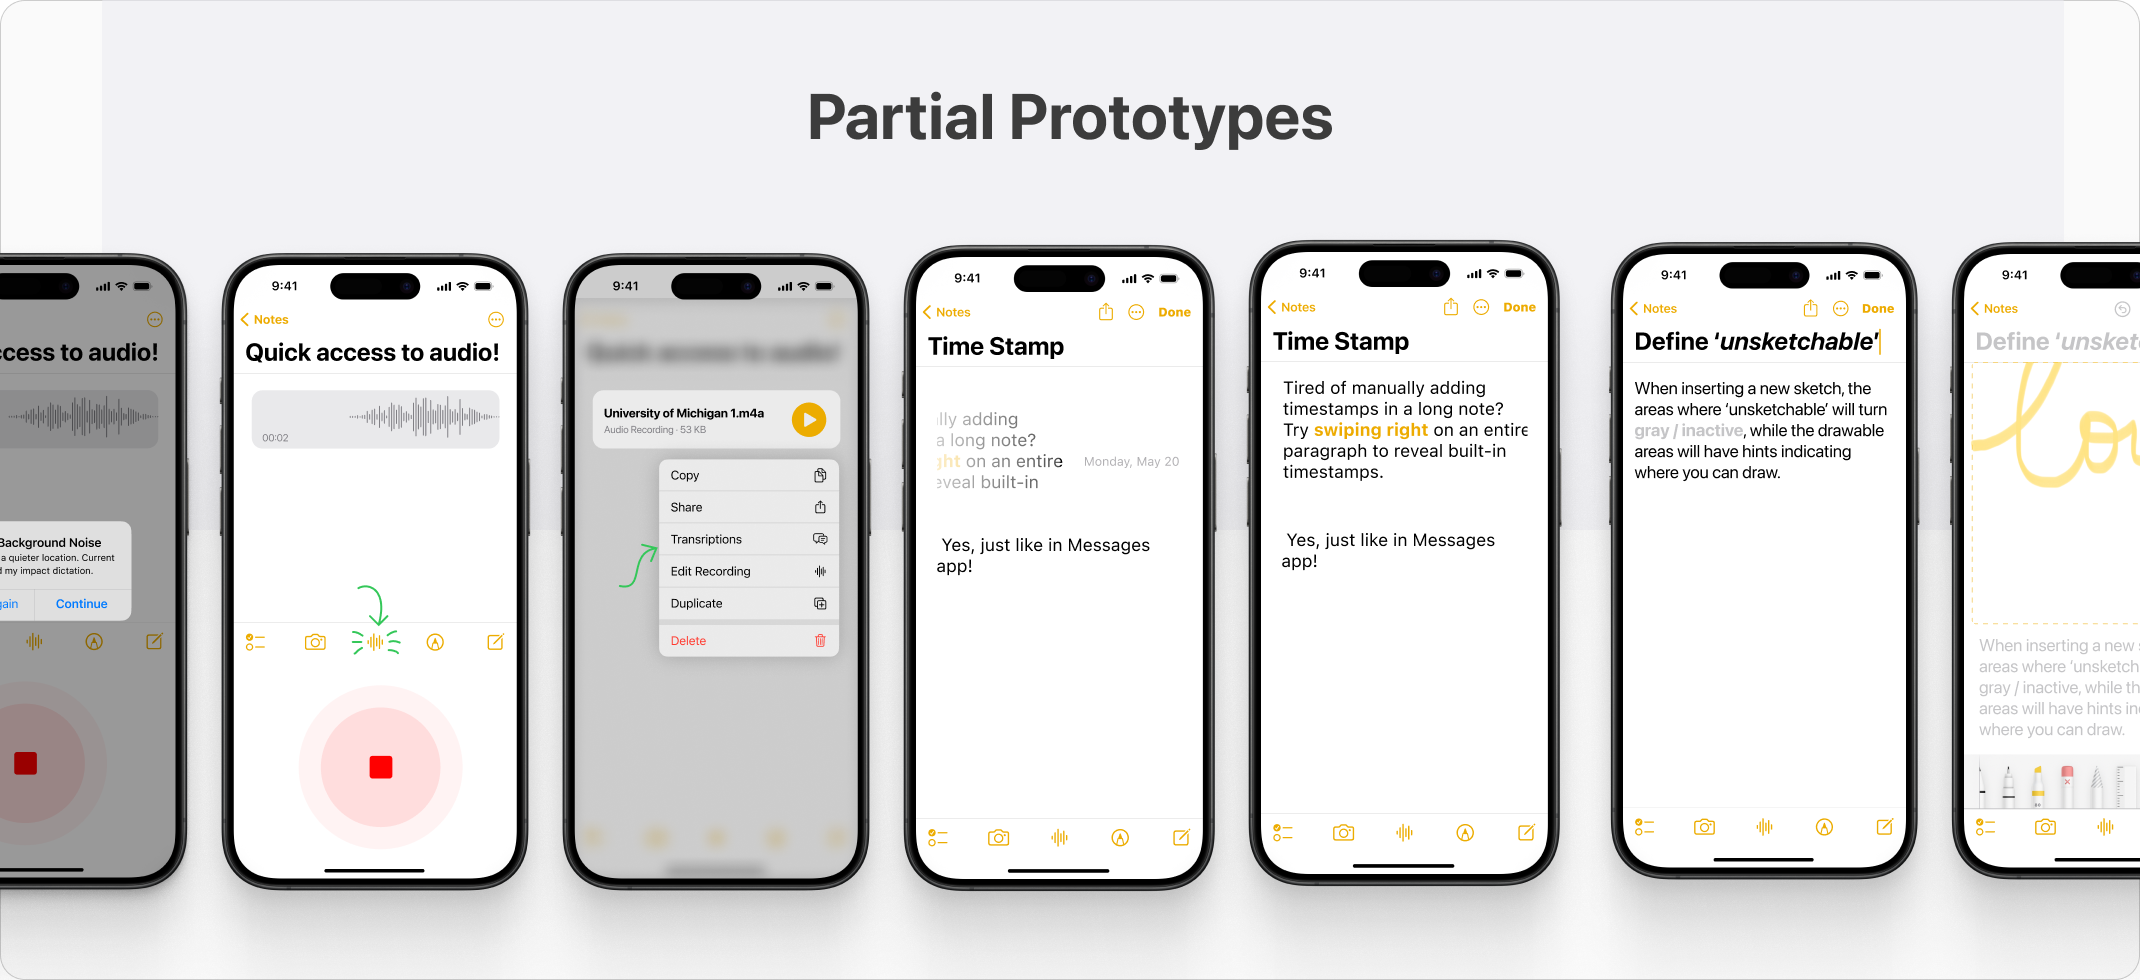 Partial Prototypes
ccess to audio!
Background Noise
a quieter location. Current
d my impact dictation.
gain
Continue
9:41
Notes
Quick access to audio!
00:02
9:41
Quick access to audio!
University of Michigan 1.m4a
Audio Recording · 53 KB
Copy
Share
Transriptions
Edit Recording
Duplicate
Delete
9:41
Notes
Done
Time Stamp
lly adding
a long note?
ght on an entire
Monday, May 20
eveal built-in
Yes, just like in Messages
app!
9:41
Notes
Done
Time Stamp
Tired of manually adding
timestamps in a long note?
Try swiping right on an entire
paragraph to reveal built-in
timestamps.
Yes, just like in Messages
app!
9:41
Notes
Done
Define ‘unsketchable’
When inserting a new sketch, the
areas where ‘unsketchable’ will turn
gray / inactive, while the drawable
areas will have hints indicating
where you can draw.
9:41
Notes
Define ‘unsketc
lov
When inserting a new s
areas where ‘unsketch
gray / inactive, while th
areas will have hints in
where you can draw.